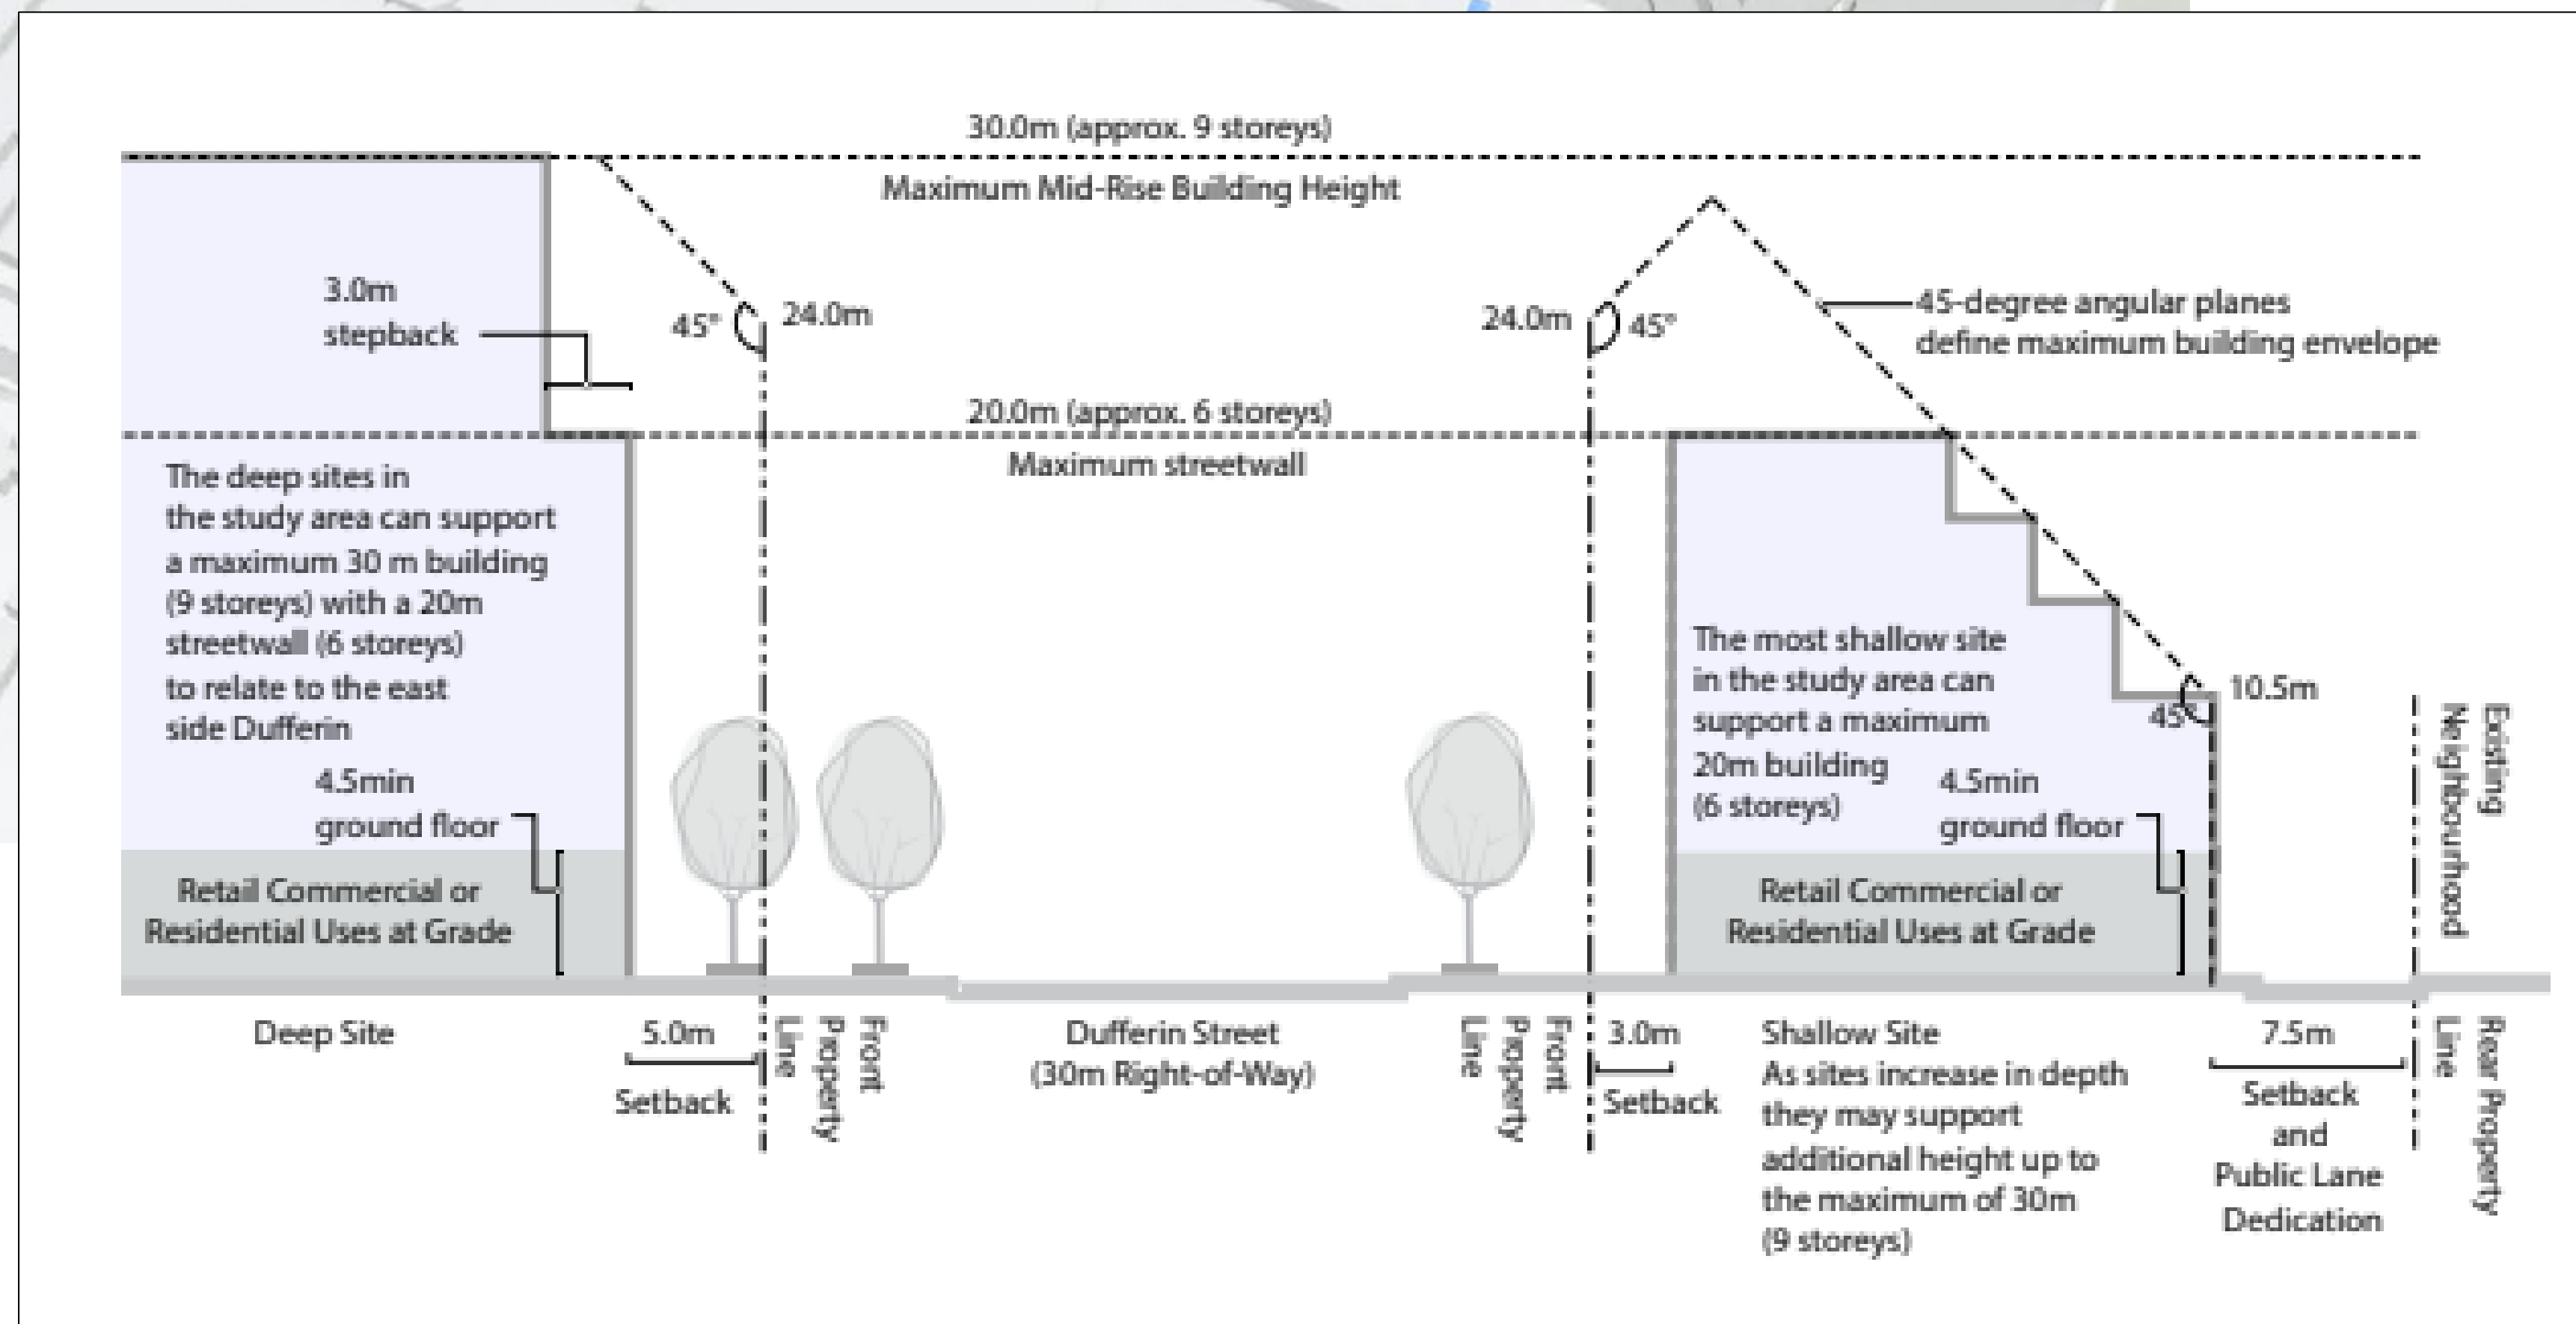 30.0m (approx. 9 storeys)
Maximum Mid-Rise Building Height
3.0m
stepback
45°
24.0m
24.0m
45°
45-degree angular planes
define maximum building envelope
20.0m (approx. 6 storeys)
Maximum streetwall
The deep sites in
the study area can support
a maximum 30 m building
(9 storeys) with a 20m
streetwall (6 storeys)
to relate to the east
side Dufferin
4.5min
ground floor
Retail Commercial or
Residential Uses at Grade
The most shallow site
in the study area can
support a maximum
20m building
(6 storeys)
4.5min
ground floor
Retail Commercial or
Residential Uses at Grade
10.5m
45°
Existing
Neighbourhood
Deep Site
5.0m
Setback
Front
Property
Line
Dufferin Street
(30m Right-of-Way)
Front
Property
Line
3.0m
Setback
Shallow Site
As sites increase in depth
they may support
additional height up to
the maximum of 30m
(9 storeys)
7.5m
Setback
and
Public Lane
Dedication
Rear Property
Line